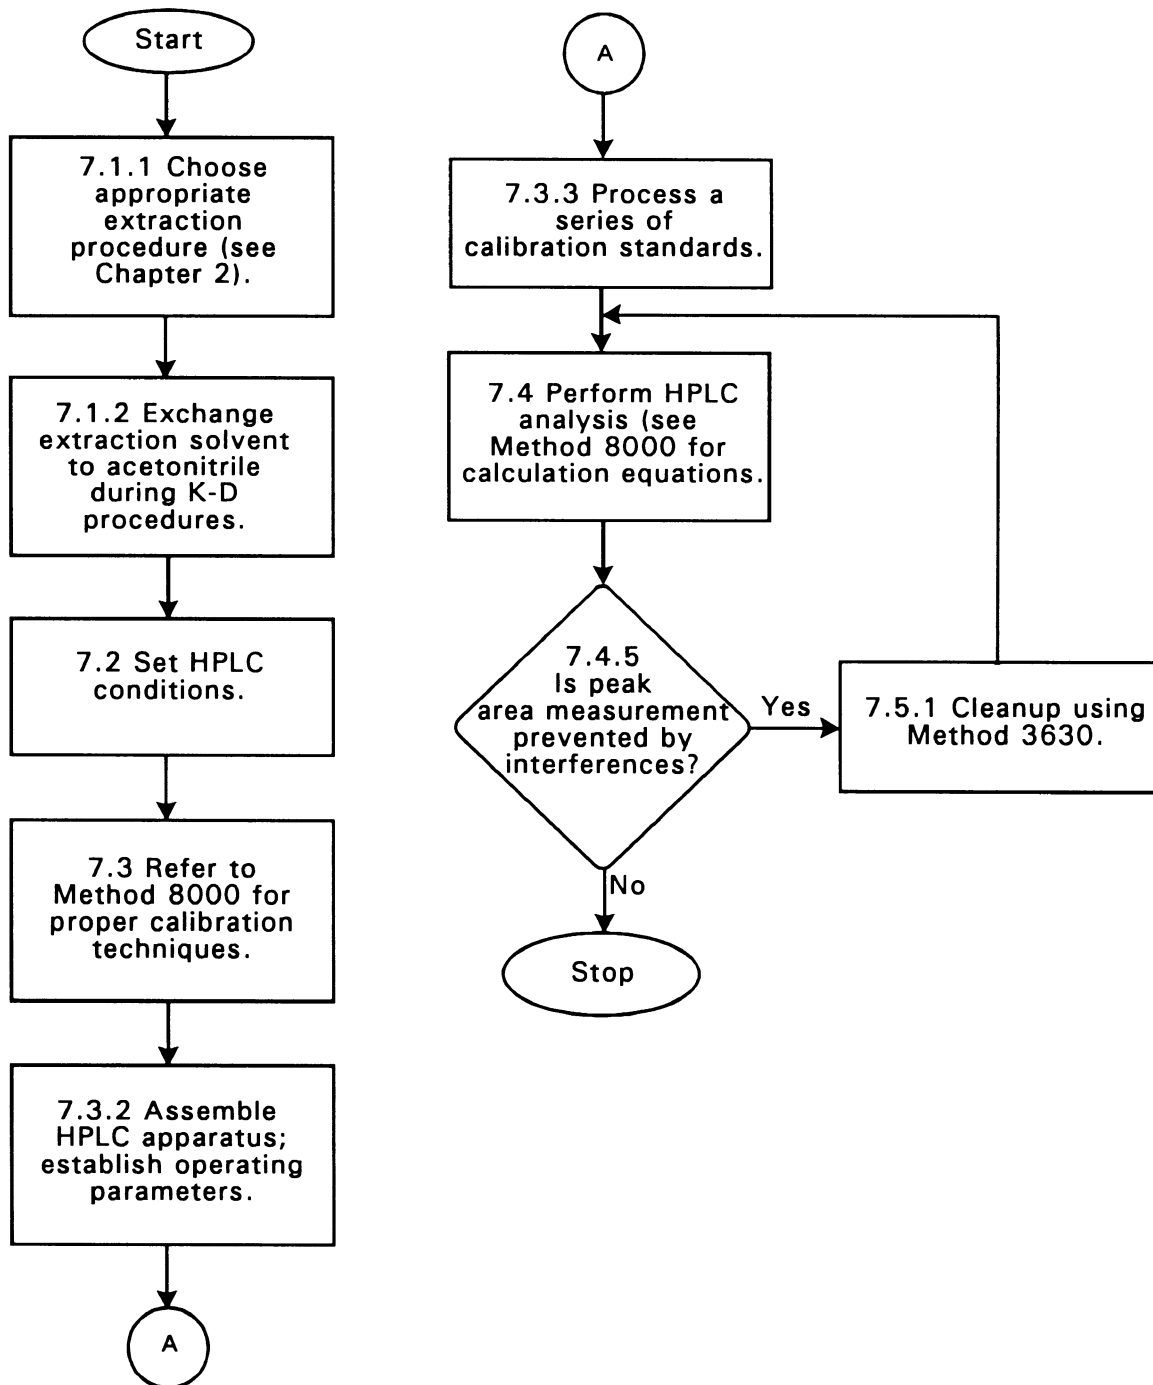 Start
7.1.1 Choose
appropriate
extraction
procedure (see
Chapter 2).
7.1.2 Exchange
extraction solvent
to acetonitrile
during K-D
procedures.
7.2 Set HPLC
conditions.
7.3 Refer to
Method 8000 for
proper calibration
techniques.
7.3.2 Assemble
HPLC apparatus;
establish operating
parameters.
A
A
7.3.3 Process a
series of
calibration standards.
7.4 Perform HPLC
analysis (see
Method 8000 for
calculation equations.
7.4.5
Is peak
area measurement
prevented by
interferences?
Yes
7.5.1 Cleanup using
Method 3630.
No
Stop